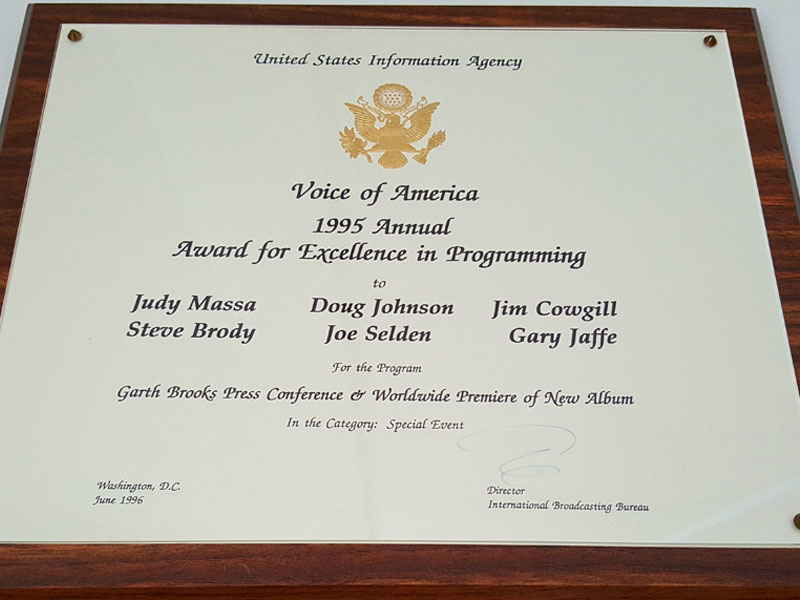 United States Information Agency
Voice of America
1995 Annual
Award for Excellence in Programming
to
Judy Massa Doug Johnson Jim Cowgill
Steve Brody Joe Selden Gary Jaffe
For the Program
Garth Brooks Press Conference & Worldwide Premiere of New Album
In the Category: Special Event
Washington, D.C.
June 1996
Director
International Broadcasting Bureau